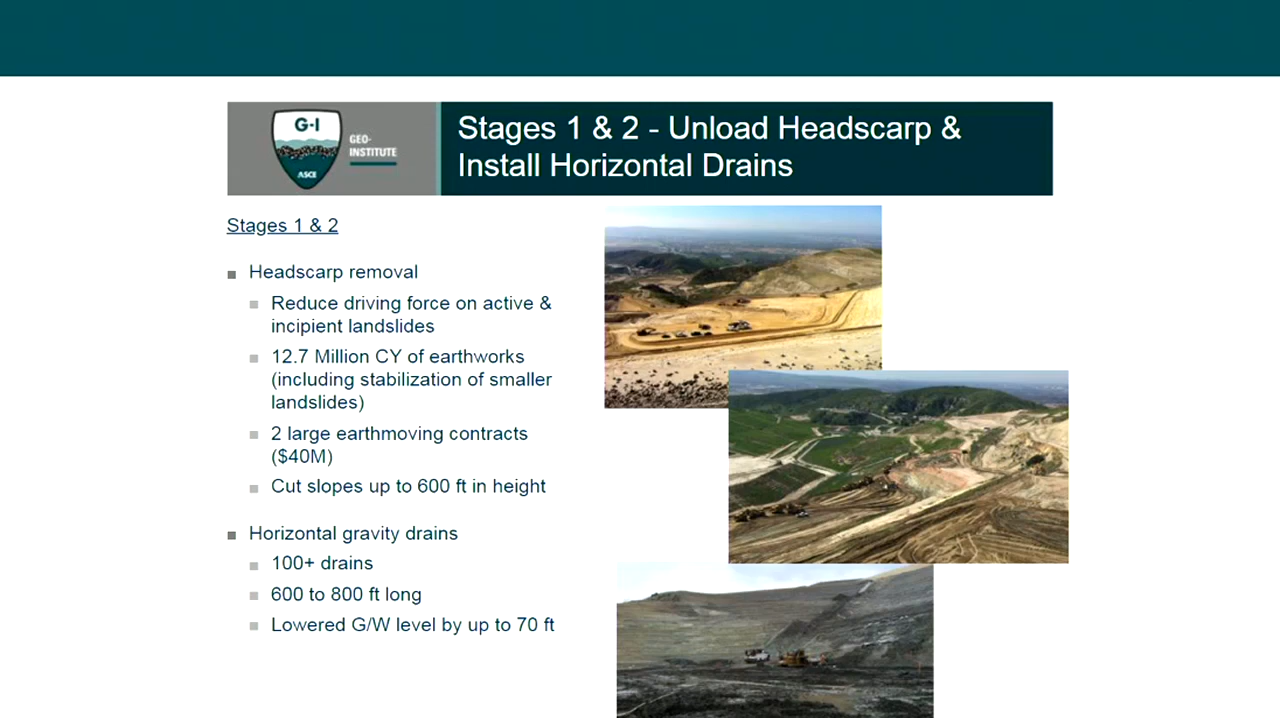 G-I
GEO-
INSTITUTE
ASCE
Stages 1 & 2 - Unload Headscarp &
Install Horizontal Drains
Stages 1 & 2
Headscarp removal
Reduce driving force on active &
incipient landslides
12.7 Million CY of earthworks
(including stabilization of smaller
landslides)
2 large earthmoving contracts
($40M)
Cut slopes up to 600 ft in height
Horizontal gravity drains
100+ drains
600 to 800 ft long
Lowered G/W level by up to 70 ft